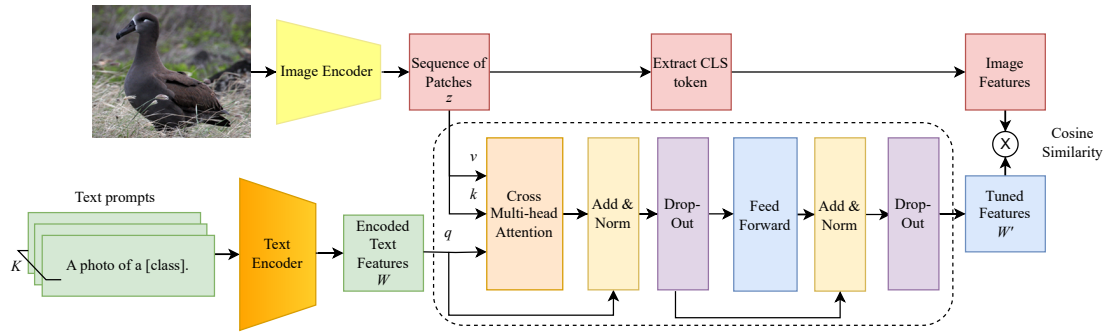 Image Encoder
Sequence of
Patches
z
Extract CLS
token
Image
Features
X
Cosine
Similarity
Text prompts
K
A photo of a [class].
Text
Encoder
Encoded
Text
Features
W
v
k
q
Cross
Multi-head
Attention
Add &
Norm
Drop-
Out
Feed
Forward
Add &
Norm
Drop-
Out
Tuned
Features
W'